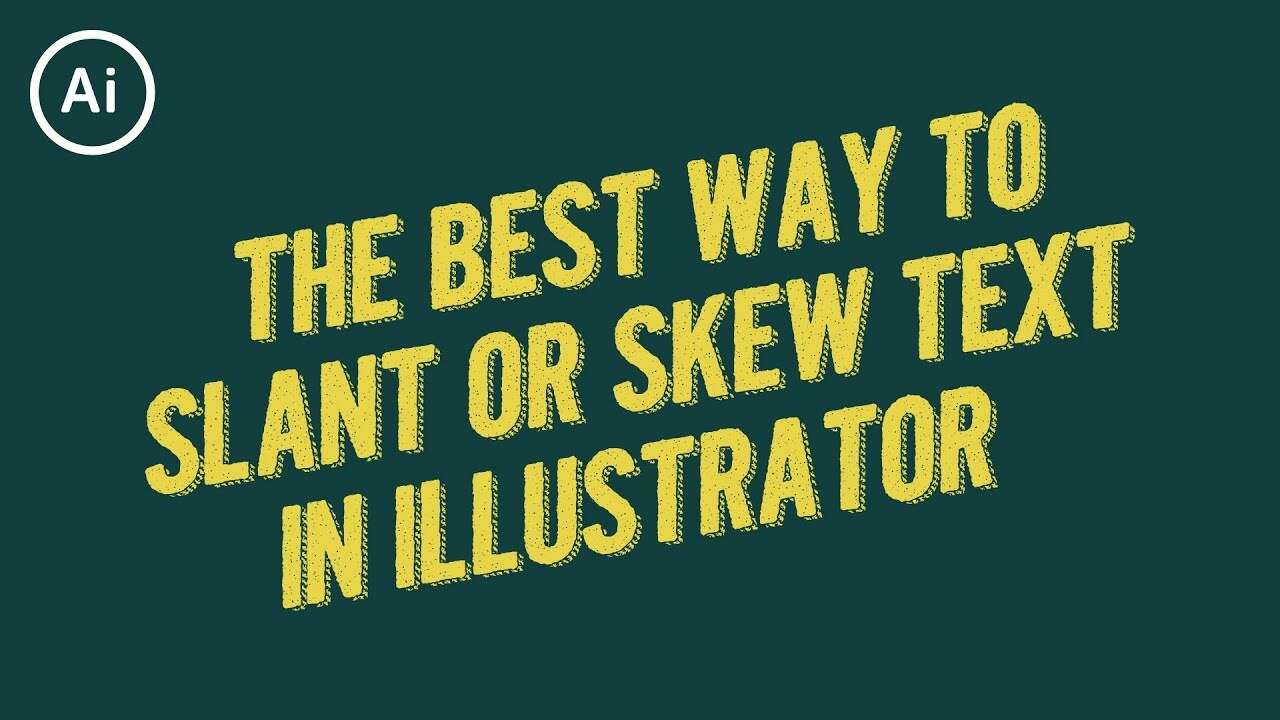 Ai
THE BEST WAY TO
SLANT OR SKEW TEXT
IN ILLUSTRATOR